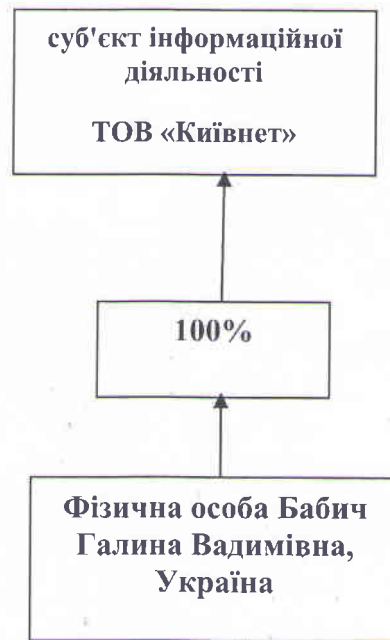 суб'єкт інформаційної
діяльності
ТОВ «Київнет»
100%
Фізична особа Бабич
Галина Вадимівна,
Україна